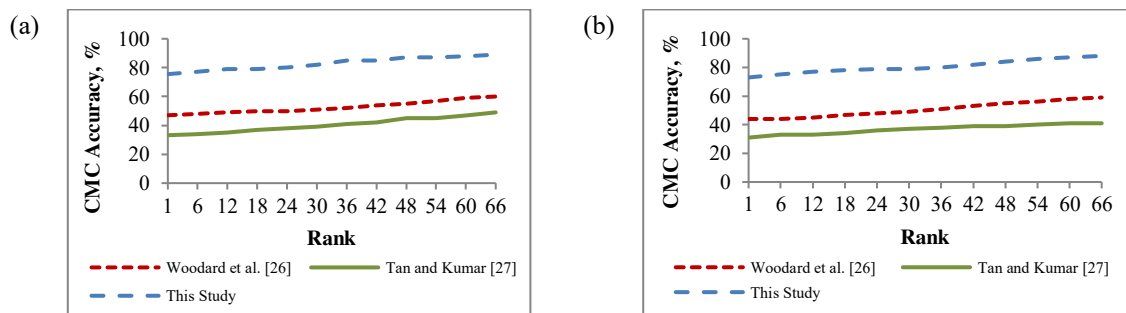 (a)
CMC Accuracy, %
100
80
60
40
20
0
1 6 12 18 24 30 36 42 48 54 60 66
Rank
Woodard et al. [26] Tan and Kumar [27]
This Study
(b)
CMC Accuracy, %
100
80
60
40
20
0
1 6 12 18 24 30 36 42 48 54 60 66
Rank
Woodard et al. [26] Tan and Kumar [27]
This Study